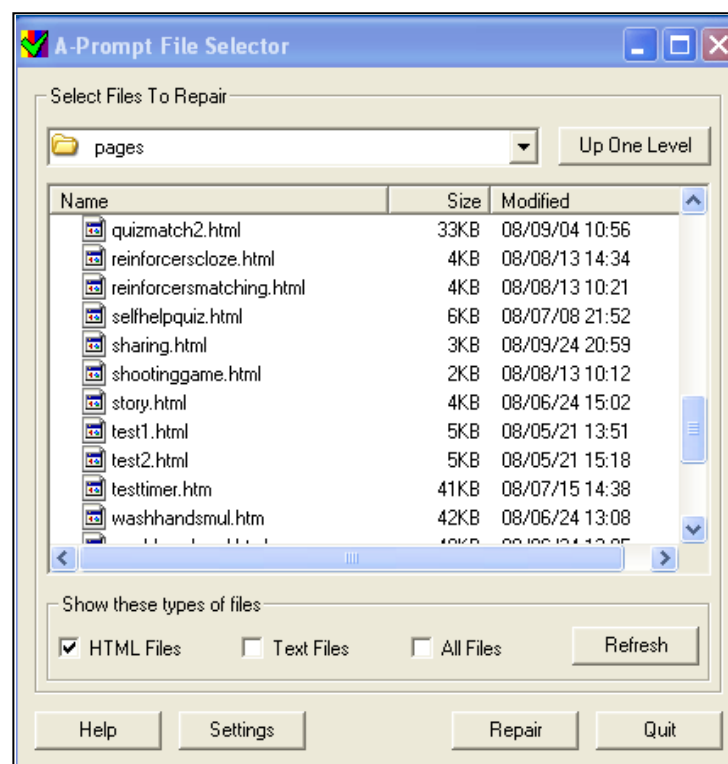 A-Prompt File Selector
Select Files To Repair
pages Up One Level
Name Size Modified
quizmatch2.html 33KB 08/09/04 10:56
reinforcerscloze.html 4KB 08/08/13 14:34
reinforcersmatching.html 4KB 08/08/13 10:21
selfhelpquiz.html 6KB 08/07/08 21:52
sharing.html 3KB 08/09/24 20:59
shootinggame.html 2KB 08/08/13 10:12
story.html 4KB 08/06/24 15:02
test1.html 5KB 08/05/21 13:51
test2.html 5KB 08/05/21 15:18
testtimer.htm 41KB 08/07/15 14:38
washhandsmul.htm 42KB 08/06/24 13:08
Show these types of files
HTML Files Text Files All Files Refresh
Help Settings Repair Quit